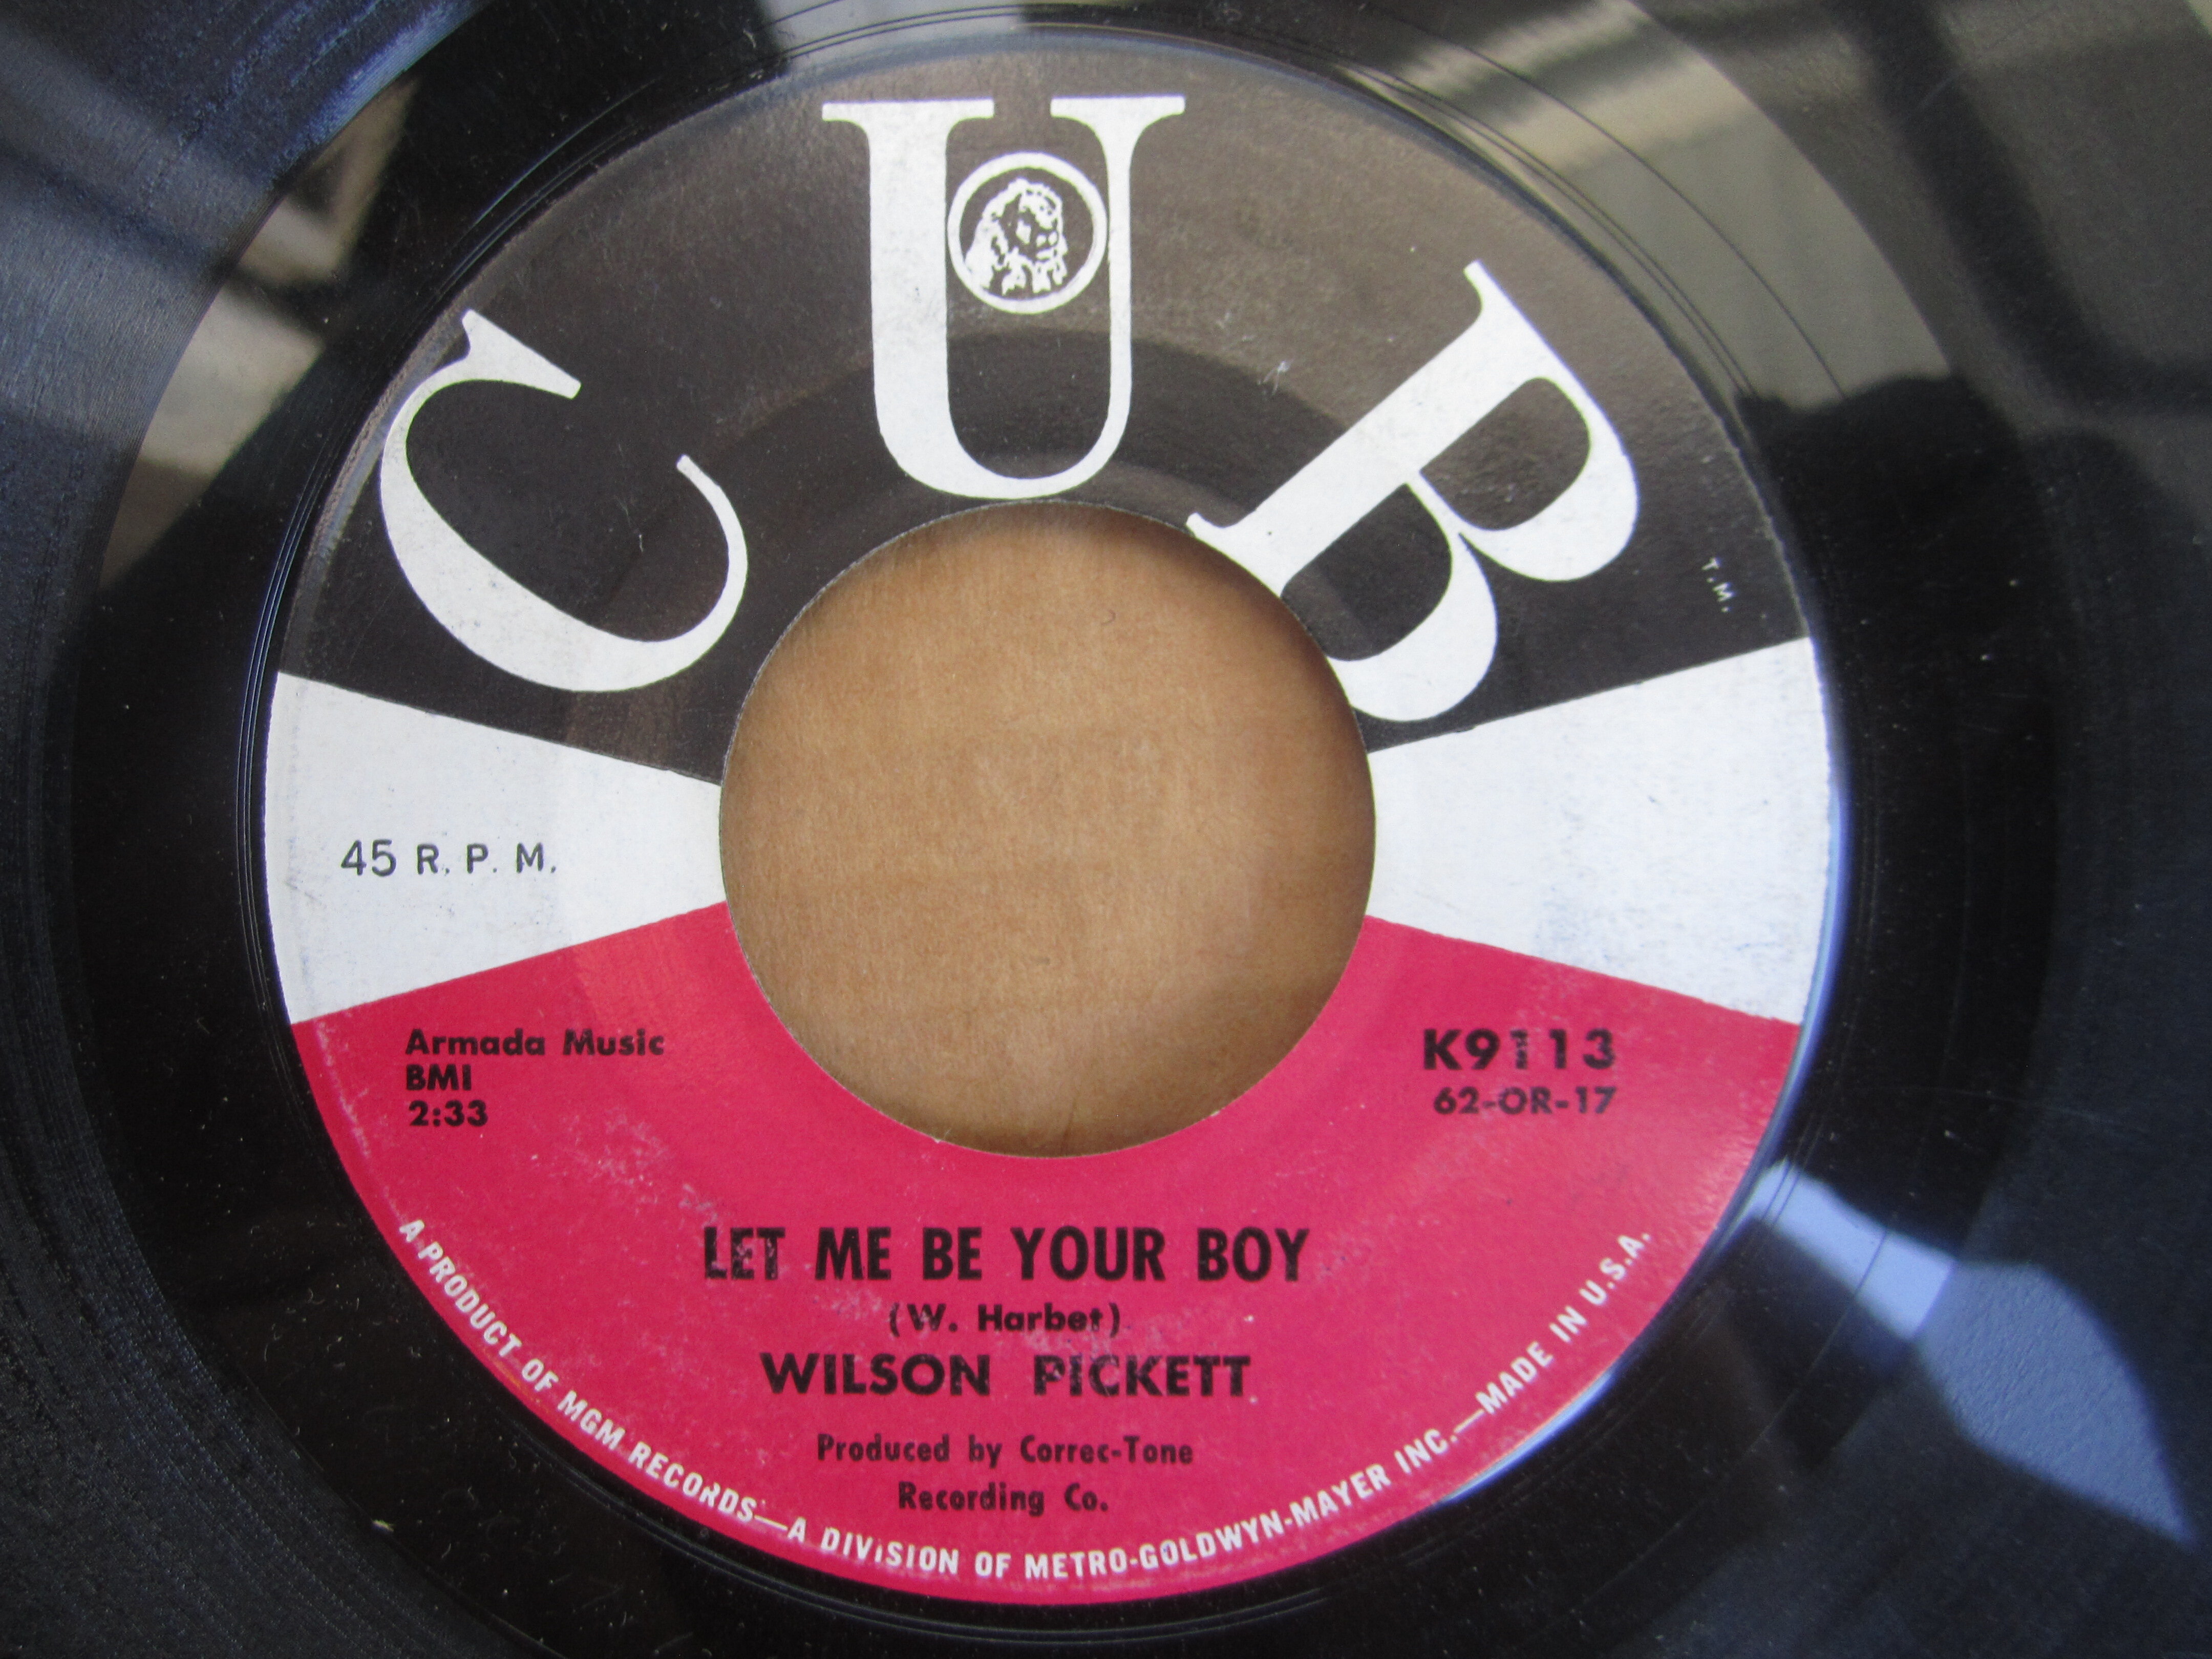 CUB
T.M.
45 R. P. M.
Armada Music
BMI
2:33
K9113
62-OR-17
LET ME BE YOUR BOY
(W. Harbet)
WILSON PICKETT
Produced by Correc-Tone
Recording Co.
A PRODUCT OF MGM RECORDS—A DIVISION OF METRO-GOLDWYN-MAYER INC.—MADE IN U.S.A.